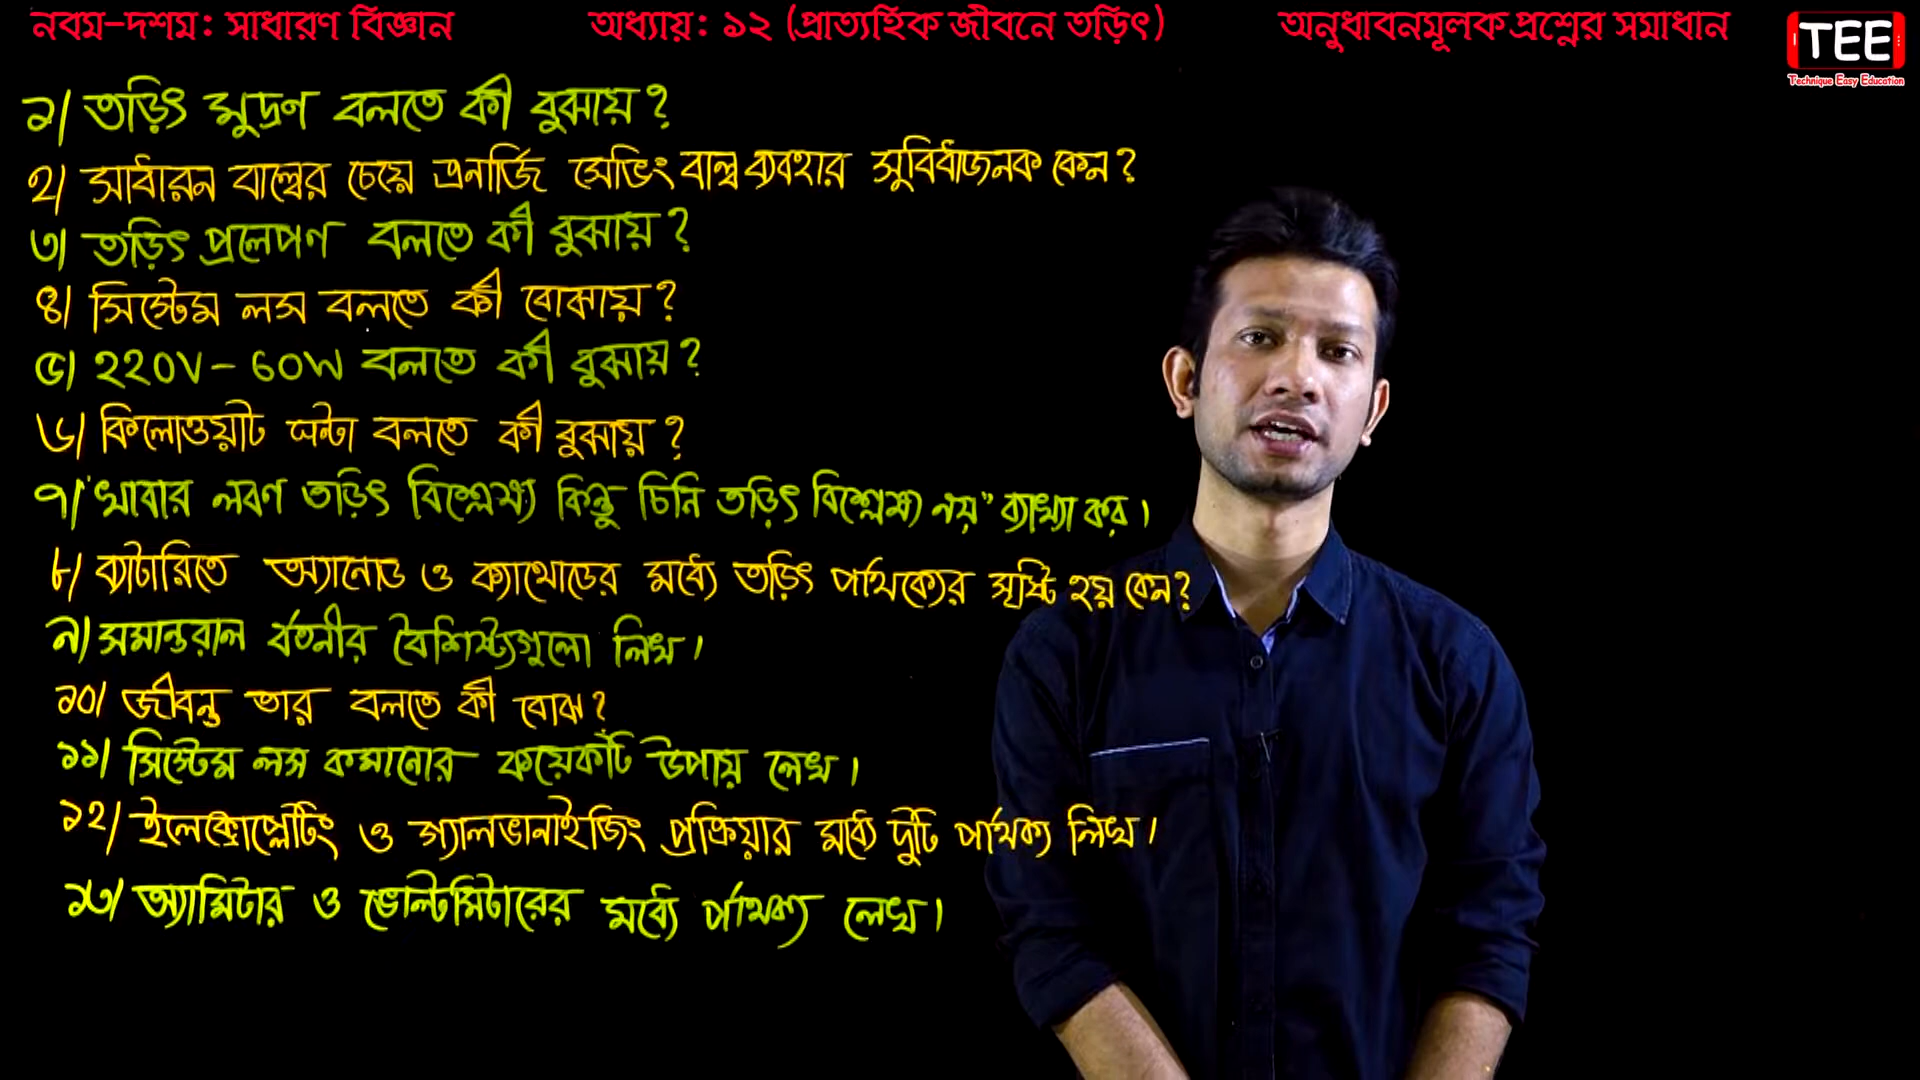 নবম-দশম: সাধারণ বিজ্ঞান অধ্যায়: ১২ (প্রাত্যহিক জীবনে তড়িৎ) অনুধাবনমূলক প্রশ্নের সমাধান
TEE
Technique Easy Education
১| তড়িৎ মুদ্রণ বলতে কী বুঝায়?
২| সাধারন বাল্বের চেয়ে এনার্জি সেভিং বাল্ব ব্যবহার সুবিধাজনক কেন?
৩| তড়িৎ প্রলেপণ বলতে কী বুঝায়?
৪| সিস্টেম লস বলতে কী বোঝায়?
৫| 220V - 60W বলতে কী বুঝায়?
৬| কিলোওয়াট ঘন্টা বলতে কী বুঝায়?
৭| "খাবার লবণ তড়িৎ বিশ্লেষ্য কিন্তু চিনি তড়িৎ বিশ্লেষ্য নয়" ব্যাখ্যা কর।
৮| ব্যাটারিতে অ্যানোড ও ক্যাথোডের মধ্যে তড়িৎ পার্থক্যের সৃষ্টি হয় কেন?
৯| সমান্তরাল বর্তনীর বৈশিষ্ট্যগুলো লিখ।
১০| জীবন্ত তার বলতে কী বোঝ?
১১| সিস্টেম লস কমানোর কয়েকটি উপায় লেখ।
১২| ইলেক্ট্রোপ্লেটিং ও গ্যালভানাইজিং প্রক্রিয়ার মধ্যে দুটি পার্থক্য লিখ।
১৩| অ্যামিটার ও ভোল্টমিটারের মধ্যে পার্থক্য লেখ।